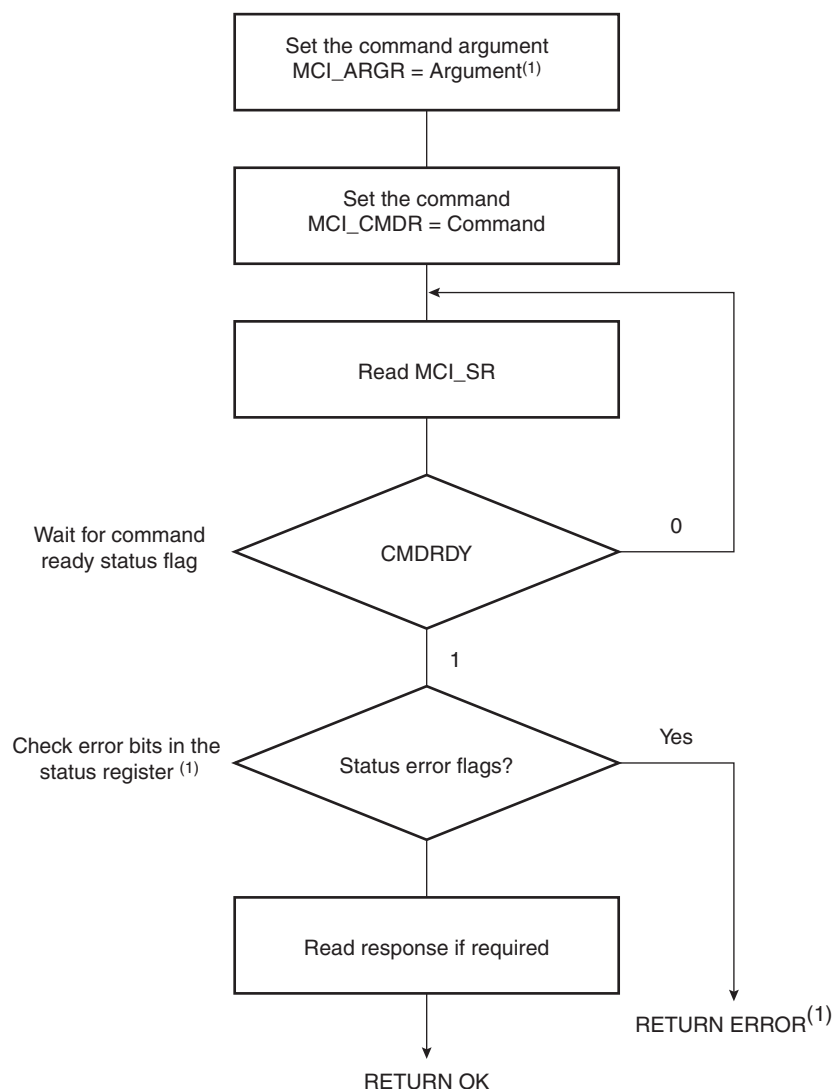 Set the command argument
MCI_ARGR = Argument(1)
Set the command
MCI_CMDR = Command
Read MCI_SR
Wait for command
ready status flag
CMDRDY
0
1
Check error bits in the
status register (1)
Status error flags?
Yes
Read response if required
RETURN ERROR(1)
RETURN OK